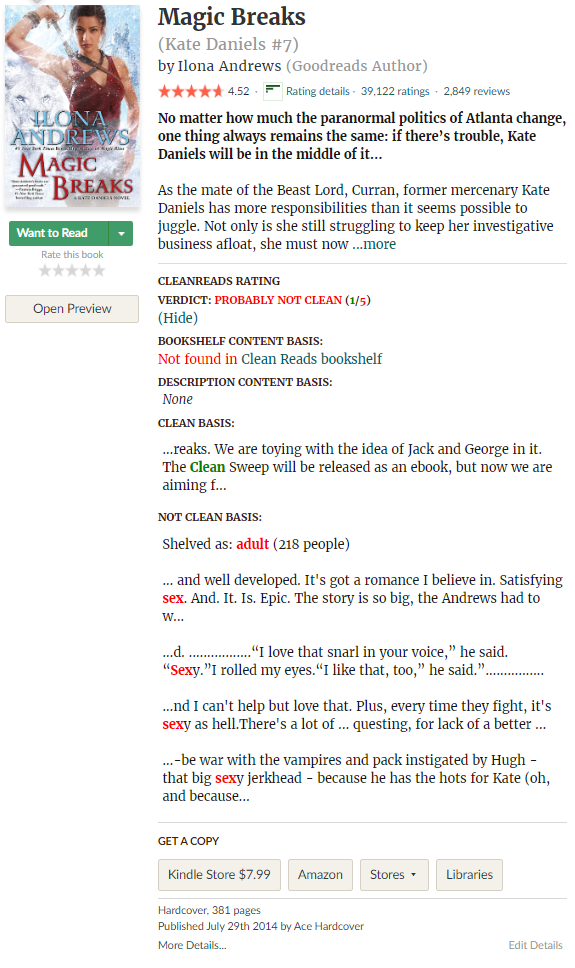 Magic Breaks
(Kate Daniels #7)
by Ilona Andrews (Goodreads Author)
4.52 · Rating details · 39,122 ratings · 2,849 reviews
No matter how much the paranormal politics of Atlanta change,
one thing always remains the same: if there's trouble, Kate
Daniels will be in the middle of it…
As the mate of the Beast Lord, Curran, former mercenary Kate
Daniels has more responsibilities than it seems possible to
juggle. Not only is she still struggling to keep her investigative
business afloat, she must now ...more
ILONA
ANDREWS
MAGIC
BREAKS
A KATE DANIELS NOVEL
Want to Read
Rate this book
Open Preview
CLEANREADS RATING
VERDICT: PROBABLY NOT CLEAN (1/5)
(Hide)
BOOKSHELF CONTENT BASIS:
Not found in Clean Reads bookshelf
DESCRIPTION CONTENT BASIS:
None
CLEAN BASIS:
...reaks. We are toying with the idea of Jack and George in it.
The Clean Sweep will be released as an ebook, but now we are
aiming f...
NOT CLEAN BASIS:
Shelved as: adult (218 people)
... and well developed. It's got a romance I believe in. Satisfying
sex. And. It. Is. Epic. The story is so big, the Andrews had to
w...
...d. .................“I love that snarl in your voice,” he said.
“Sexy.”I rolled my eyes.“I like that, too,” he said.”................
...nd I can't help but love that. Plus, every time they fight, it's
sexy as hell.There's a lot of ... questing, for lack of a better ...
...-be war with the vampires and pack instigated by Hugh -
that big sexy jerkhead - because he has the hots for Kate (oh,
and because...
GET A COPY
Kindle Store $7.99
Amazon
Stores
Libraries
Hardcover, 381 pages
Published July 29th 2014 by Ace Hardcover
More Details...
Edit Details